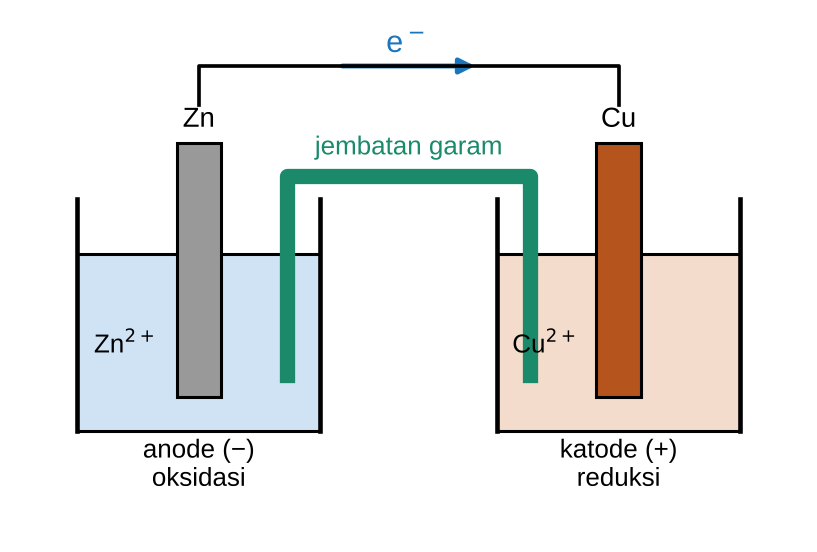 e⁻
Zn
Cu
jembatan garam
Zn²⁺
Cu²⁺
anode (−)
oksidasi
katode (+)
reduksi